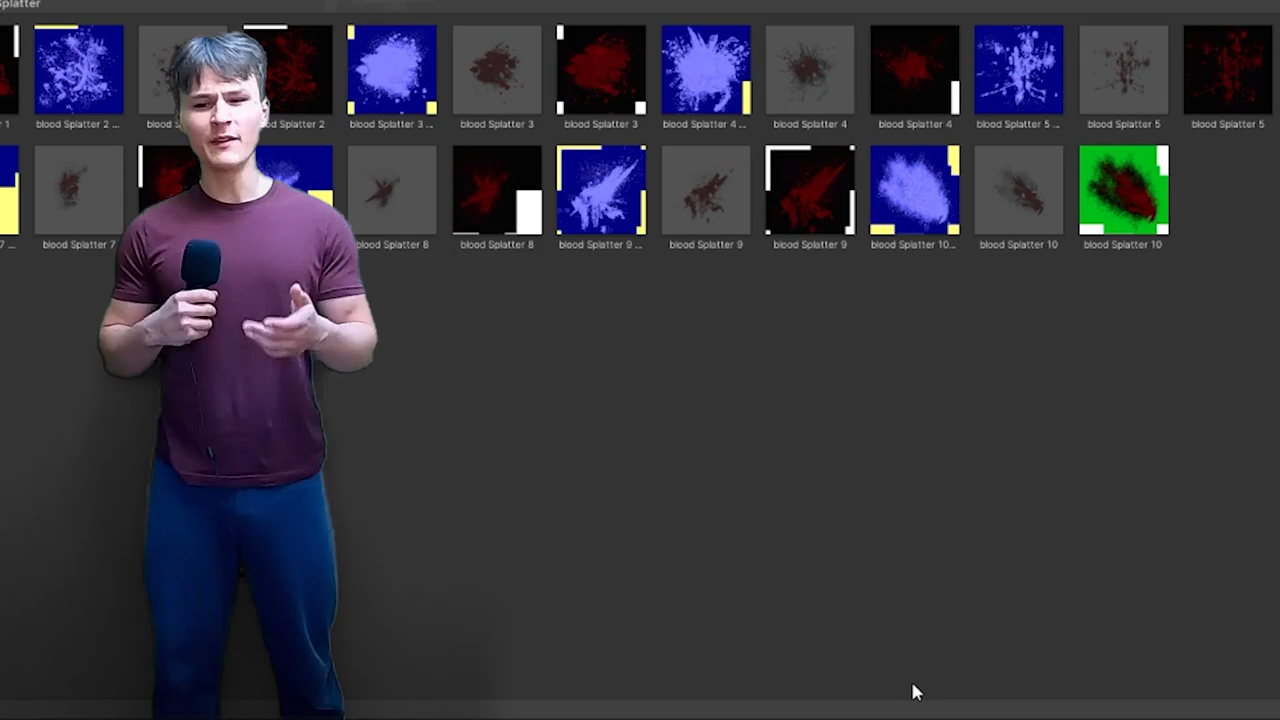 Splatter
r 1
blood Splatter 2 ...
blood S
d Splatter 2
blood Splatter 3 ...
blood Splatter 3
blood Splatter 3
blood Splatter 4 ...
blood Splatter 4
blood Splatter 4
blood Splatter 5 ...
blood Splatter 5
blood Splatter 5
7 ...
blood Splatter 7
blood Splatter 8
blood Splatter 8
blood Splatter 9 ...
blood Splatter 9
blood Splatter 9
blood Splatter 10...
blood Splatter 10
blood Splatter 10